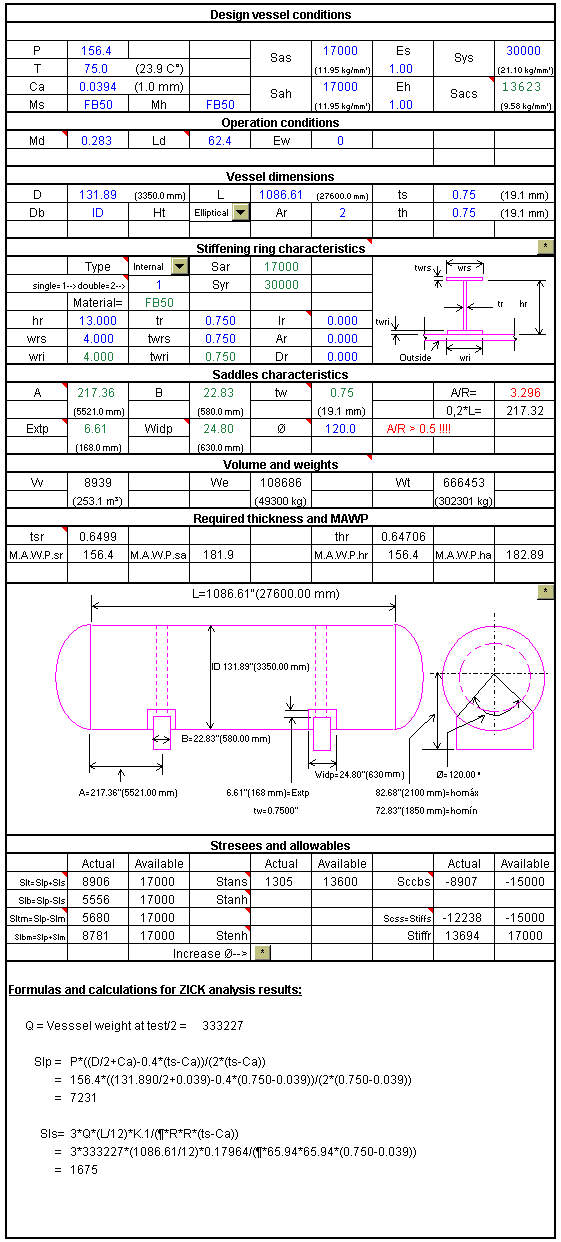 Design vessel conditions
P 156.4 Sas 17000 Es Sys 30000
T 75.0 (23.9 C°) (11.95 kg/mm²) 1.00 (21.10 kg/mm²)
Ca 0.0394 (1.0 mm) Sah 17000 Eh Sacs 13623
Ms FB50 Mh FB50 (11.95 kg/mm²) 1.00 (9.58 kg/mm²)
Operation conditions
Md 0.283 Ld 62.4 Ew 0
Vessel dimensions
D 131.89 (3350.0 mm) L 1086.61 (27600.0 mm) ts 0.75 (19.1 mm)
Db ID Ht Elliptical Ar 2 th 0.75 (19.1 mm)
Stiffening ring characteristics *
Type Internal Sar 17000
single=1-->double=2--> 1 Syr 30000
Material= FB50
hr 13.000 tr 0.750 Ir 0.000
wrs 4.000 twrs 0.750 Ar 0.000
wri 4.000 twri 0.750 Dr 0.000
twrs wrs
tr hr
twri
Outside wri
Saddles characteristics
A 217.36 B 22.83 tw 0.75 A/R= 3.296
(5521.0 mm) (580.0 mm) (19.1 mm) 0,2*L= 217.32
Extp 6.61 Widp 24.80 Ø 120.0 A/R > 0.5 !!!!
(168.0 mm) (630.0 mm)
Volume and weights
Vv 8939 We 108686 Wt 666453
(253.1 m³) (49300 kg) (302301 kg)
Required thickness and MAWP
tsr 0.6499 thr 0.64706
M.A.W.P.sr 156.4 M.A.W.P.sa 181.9 M.A.W.P.hr 156.4 M.A.W.P.ha 182.89
L=1086.61"(27600.00 mm) *
ID 131.89"(3350.00 mm)
B=22.83"(580.00 mm)
Widp=24.80"(630 mm) Ø=120.00 º
A=217.36"(5521.00 mm) 6.61"(168 mm)=Extp 82.68"(2100 mm)=homáx
tw=0.7500" 72.83"(1850 mm)=homín
Stresees and allowables
Actual Available Actual Available Actual Available
Slt=Slp+Sls 8906 17000 Stans 1305 13600 Sccbs -8907 -15000
Slb=Slp-Sls 5556 17000 Stanh
Sltm=Slp-Slm 5680 17000 Scss=Stiffs -12238 -15000
Slbm=Slp+Slm 8781 17000 Stenh Stiffr 13694 17000
Increase Ø--> *
Formulas and calculations for ZICK analysis results:
Q = Vesssel weight at test/2 = 333227
Slp = P*((D/2+Ca)-0.4*(ts-Ca))/(2*(ts-Ca))
= 156.4*((131.890/2+0.039)-0.4*(0.750-0.039))/(2*(0.750-0.039))
= 7231
Sls= 3*Q*(L/12)*K.1/(¶*R*R*(ts-Ca))
= 3*333227*(1086.61/12)*0.17964/(¶*65.94*65.94*(0.750-0.039))
= 1675